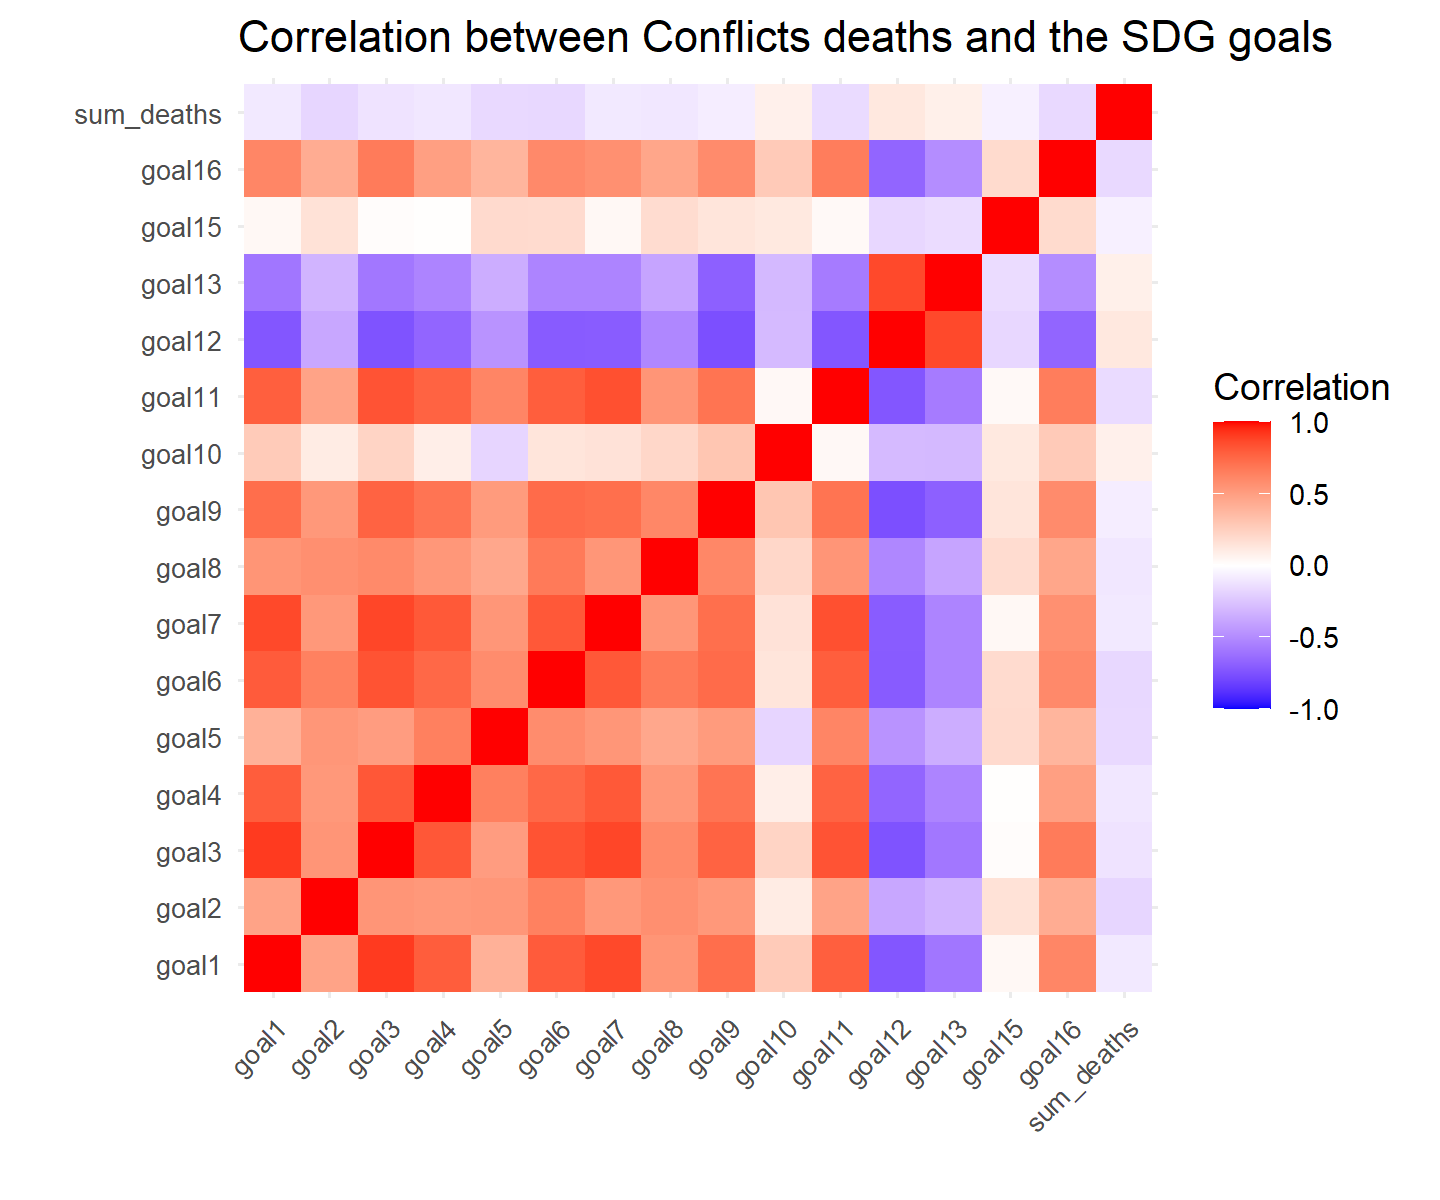 Correlation between Conflicts deaths and the SDG goals
sum_deaths
goal16
goal15
goal13
goal12
goal11
goal10
goal9
goal8
goal7
goal6
goal5
goal4
goal3
goal2
goal1
goal1
goal2
goal3
goal4
goal5
goal6
goal7
goal8
goal9
goal10
goal11
goal12
goal13
goal15
goal16
sum_deaths
Correlation
1.0
0.5
0.0
-0.5
-1.0